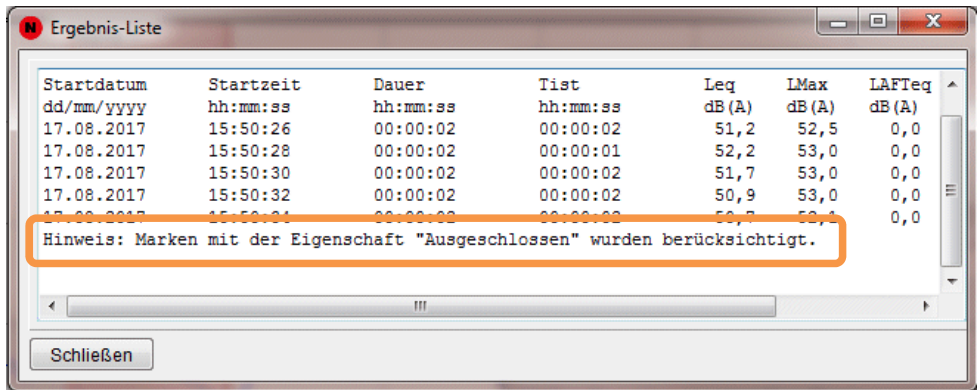 N Ergebnis-Liste
Startdatum Startzeit Dauer Tist Leq LMax LAFTeq
dd/mm/yyyy hh:mm:ss hh:mm:ss hh:mm:ss dB(A) dB(A) dB(A)
17.08.2017 15:50:26 00:00:02 00:00:02 51,2 52,5 0,0
17.08.2017 15:50:28 00:00:02 00:00:01 52,2 53,0 0,0
17.08.2017 15:50:30 00:00:02 00:00:02 51,7 53,0 0,0
17.08.2017 15:50:32 00:00:02 00:00:02 50,9 53,0 0,0
0,0
Hinweis: Marken mit der Eigenschaft "Ausgeschlossen" wurden berücksichtigt.
Schließen